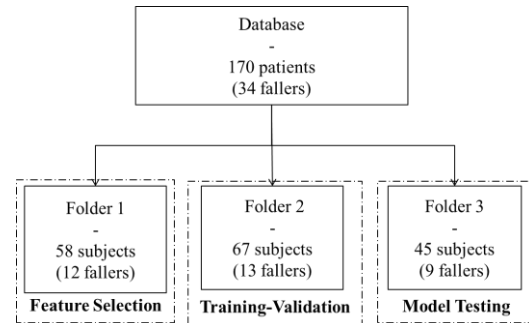 Database
-
170 patients
(34 fallers)
Folder 1
-
58 subjects
(12 fallers)
Feature Selection
Folder 2
-
67 subjects
(13 fallers)
Training-Validation
Folder 3
-
45 subjects
(9 fallers)
Model Testing